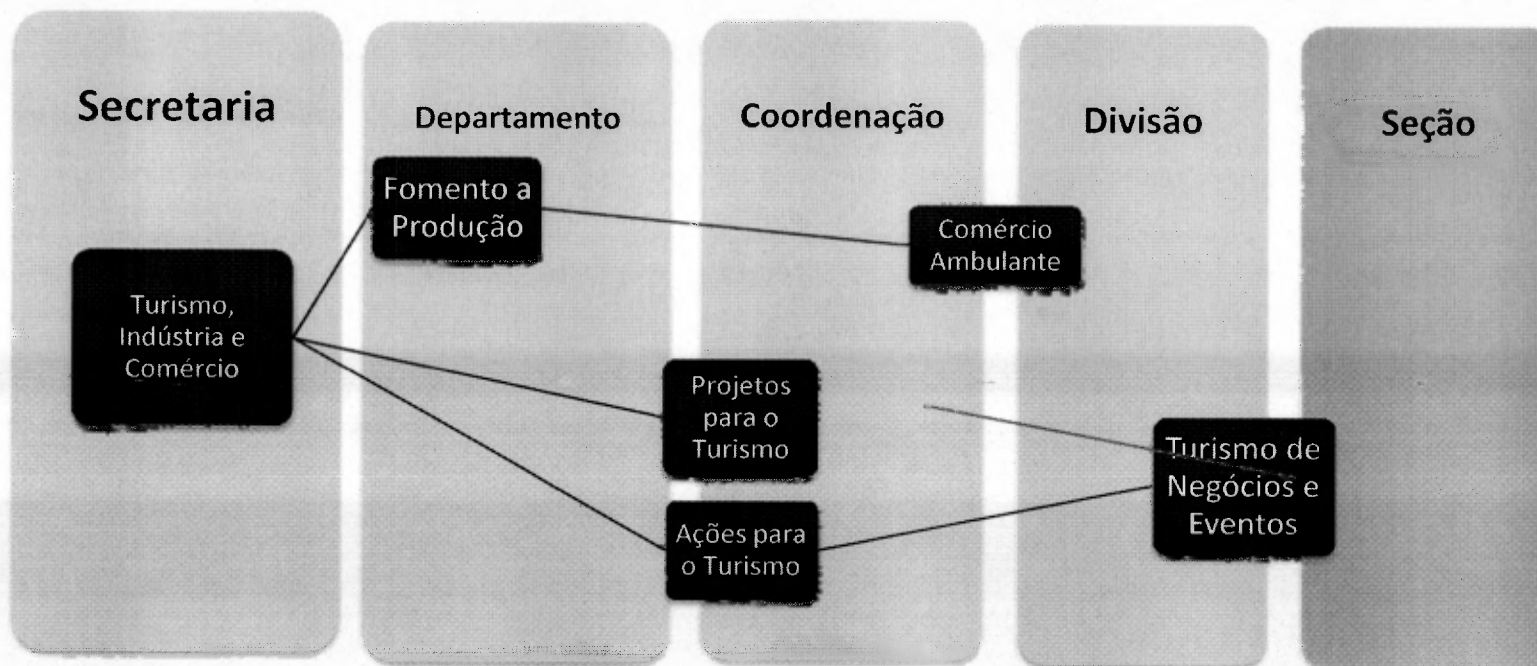 Secretaria
Departamento
Coordenação
Divisão
Seção
Fomento a
Produção
Comércio
Ambulante
Turismo,
Indústria e
Comércio
Projetos
para o
Turismo
Turismo de
Negócios e
Eventos
Ações para
o Turismo